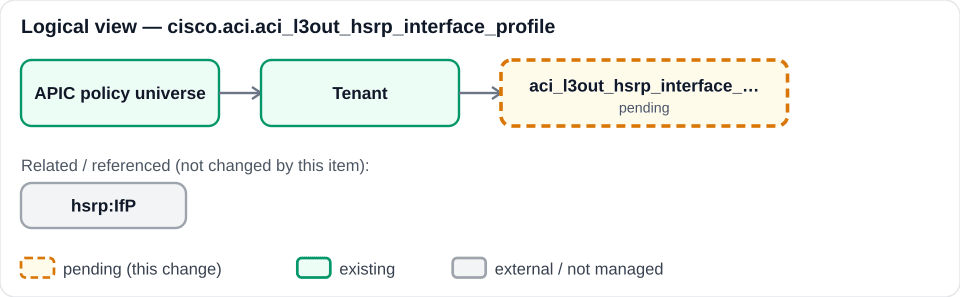 Logical view — cisco.aci.aci_l3out_hsrp_interface_profile
APIC policy universe
Tenant
aci_l3out_hsrp_interface_...
pending
Related / referenced (not changed by this item):
hsrp:IfP
pending (this change)
existing
external / not managed